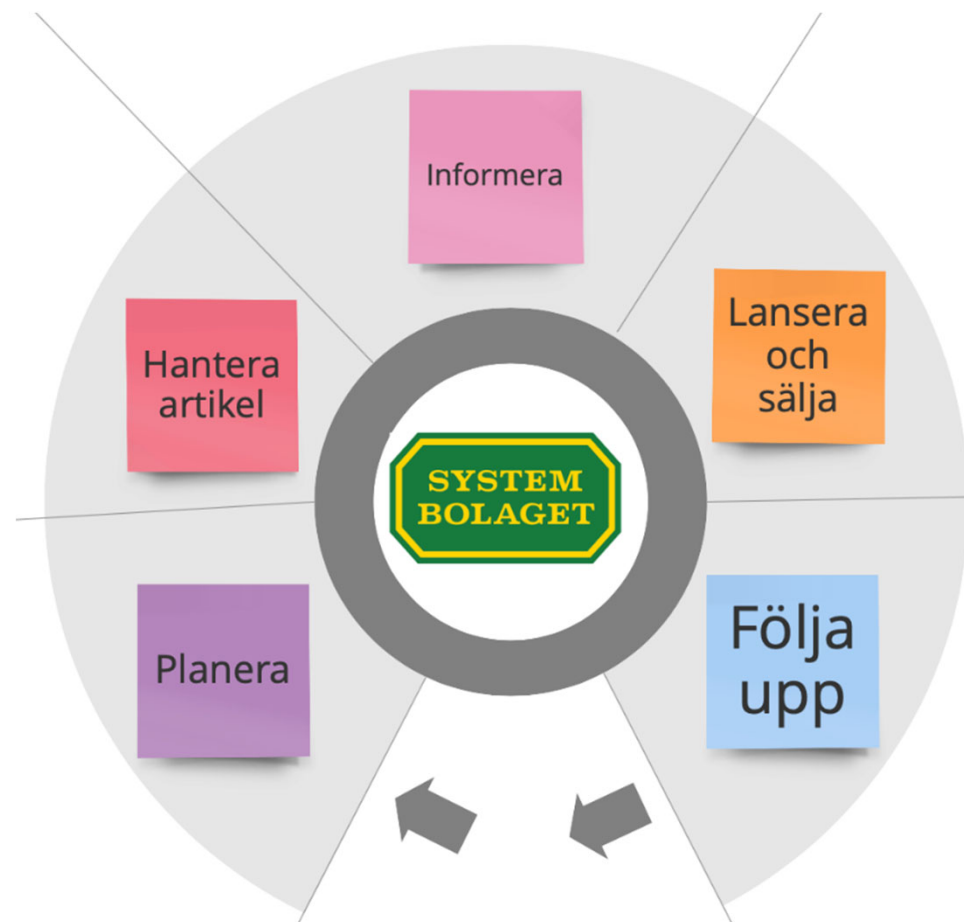 Informera
Lansera
och
sälja
Hantera
artikel
SYSTEM
BOLAGET
Följa
upp
Planera